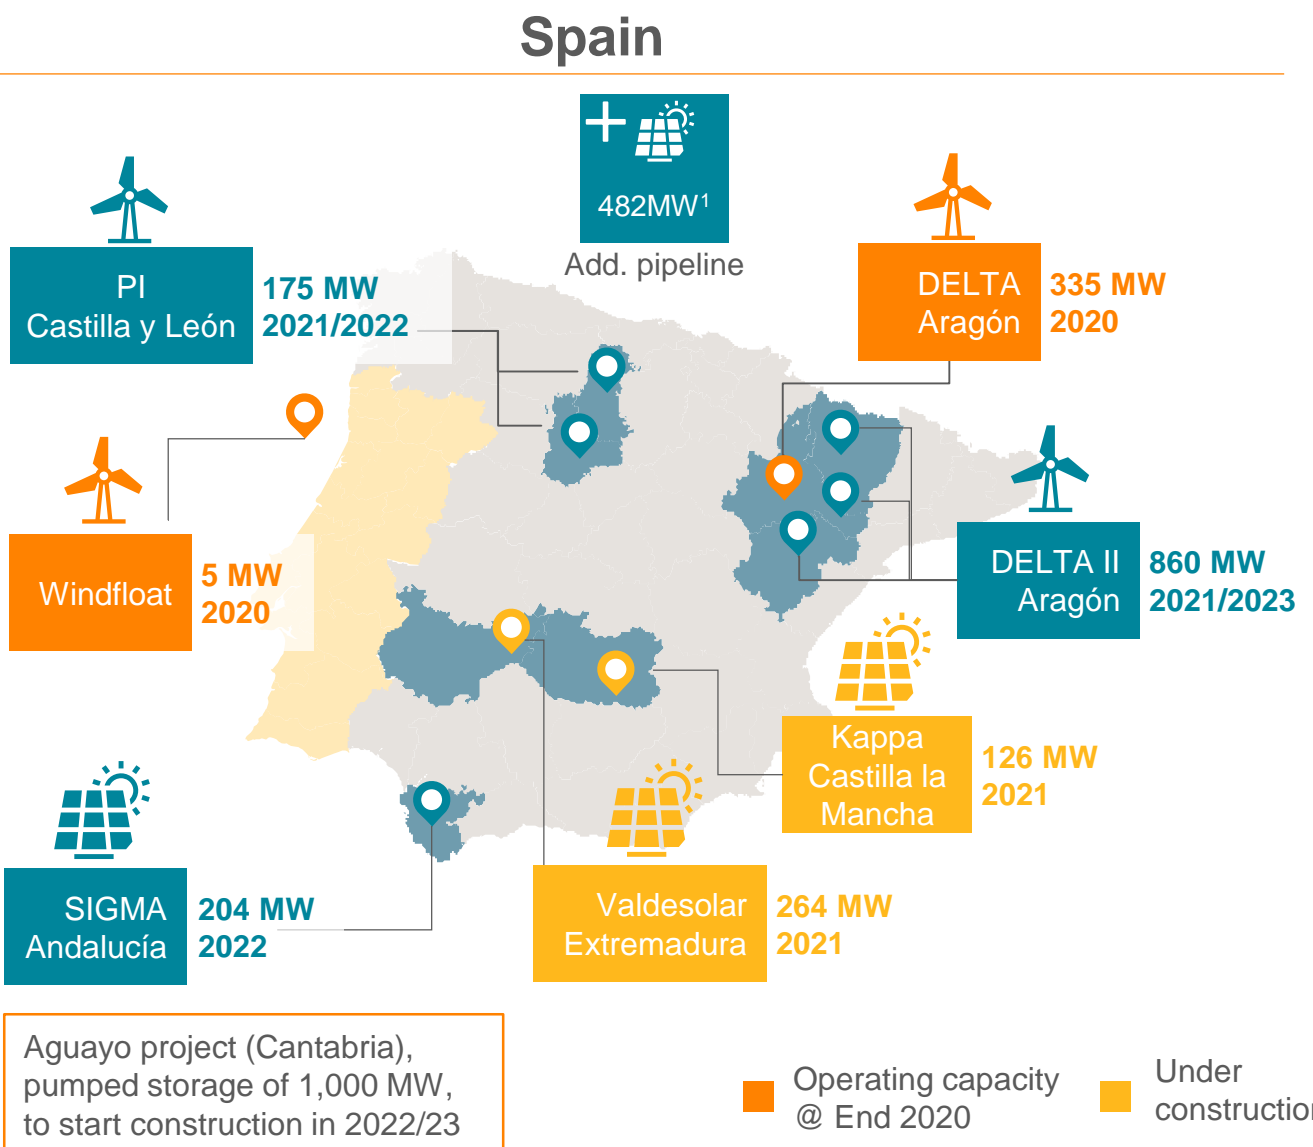 Spain
482MW¹
Add. pipeline
PI
Castilla y León
175 MW
2021/2022
DELTA
Aragón
335 MW
2020
Windfloat
5 MW
2020
DELTA II
Aragón
860 MW
2021/2023
Kappa
Castilla la
Mancha
126 MW
2021
SIGMA
Andalucía
204 MW
2022
Valdesolar
Extremadura
264 MW
2021
Aguayo project (Cantabria),
pumped storage of 1,000 MW,
to start construction in 2022/23
Operating capacity
@ End 2020
Under
construction